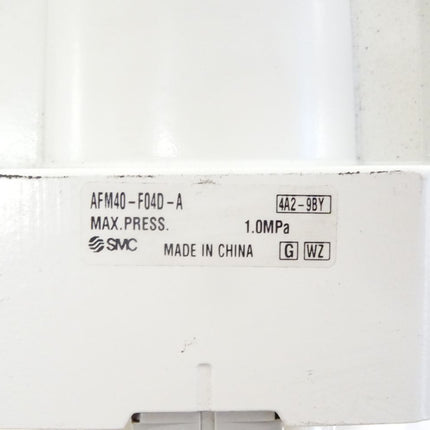 AFM40-F04D-A 4A2-9BY
MAX.PRESS. 1.0MPa
SMC MADE IN CHINA G WZ